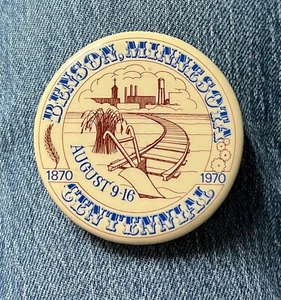 BENSON, MINNESOTA
AUGUST 9-16
1870 1970
CENTENNIAL